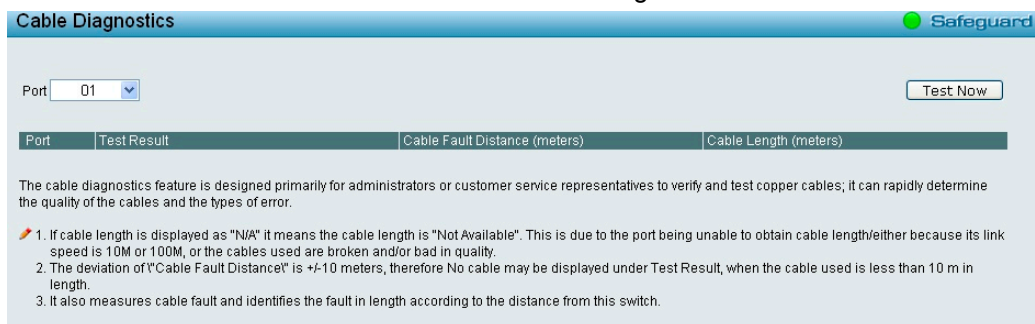 Cable Diagnostics
Safeguard
Port 01
Test Now
Port Test Result Cable Fault Distance (meters) Cable Length (meters)
The cable diagnostics feature is designed primarily for administrators or customer service representatives to verify and test copper cables; it can rapidly determine
the quality of the cables and the types of error.
1. If cable length is displayed as "N/A" it means the cable length is "Not Available". This is due to the port being unable to obtain cable length/either because its link
speed is 10M or 100M, or the cables used are broken and/or bad in quality.
2. The deviation of \"Cable Fault Distance\" is +/-10 meters, therefore No cable may be displayed under Test Result, when the cable used is less than 10 m in
length.
3. It also measures cable fault and identifies the fault in length according to the distance from this switch.